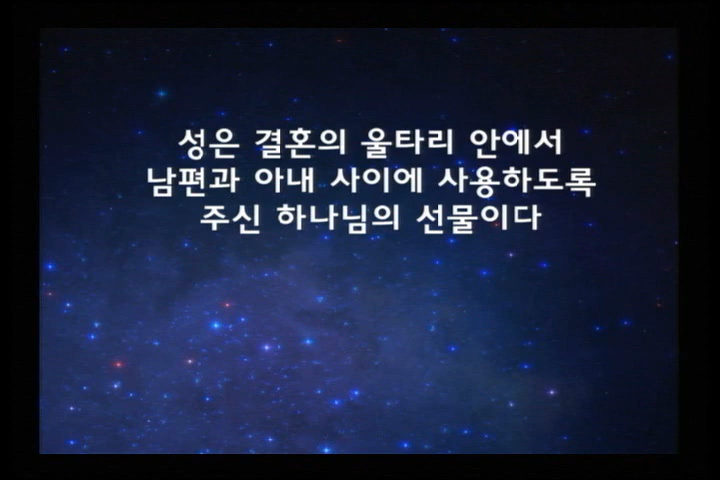 성은 결혼의 울타리 안에서
남편과 아내 사이에 사용하도록
주신 하나님의 선물이다